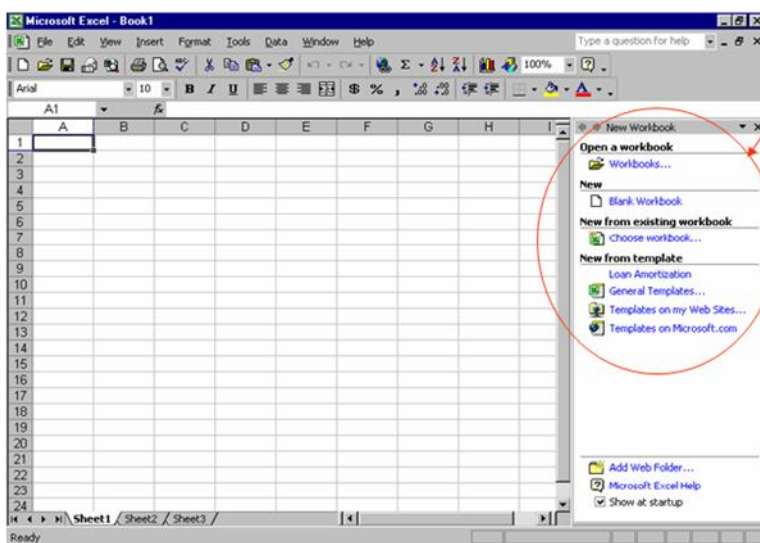 Microsoft Excel - Book1
File Edit View Insert Format Tools Data Window Help
Type a question for help
100%
Arial 10 B I U $ % ,
A1 fx
A B C D E F G H I
New Workbook
1
2
3
4
5
6
7
8
9
10
11
12
13
14
15
16
17
18
19
20
21
22
23
24
Open a workbook
Workbooks...
New
Blank Workbook
New from existing workbook
Choose workbook...
New from template
Loan Amortization
General Templates...
Templates on my Web Sites...
Templates on Microsoft.com
Add Web Folder...
Microsoft Excel Help
Show at startup
Sheet1 Sheet2 Sheet3
Ready